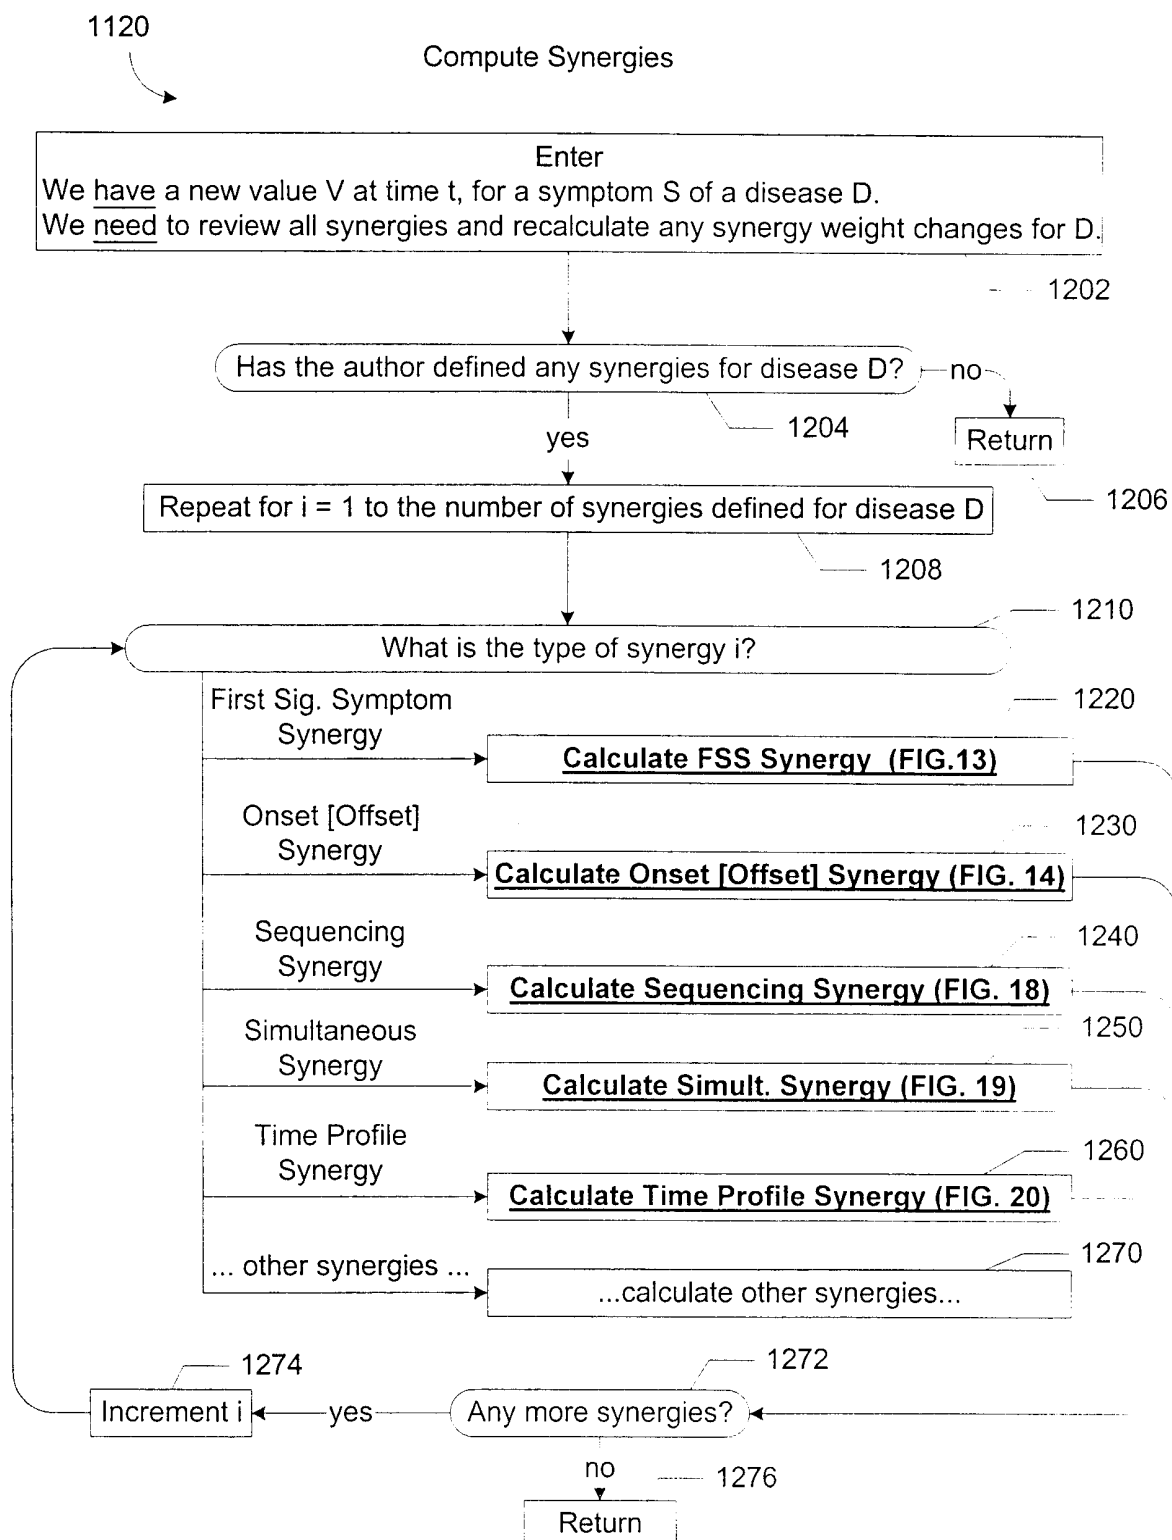 1120
Compute Synergies
Enter
We have a new value V at time t, for a symptom S of a disease D.
We need to review all synergies and recalculate any synergy weight changes for D.
1202
Has the author defined any synergies for disease D?
no
1204
yes
Return
1206
Repeat for i = 1 to the number of synergies defined for disease D
1208
1210
What is the type of synergy i?
First Sig. Symptom
Synergy
1220
Calculate FSS Synergy (FIG.13)
Onset [Offset]
Synergy
1230
Calculate Onset [Offset] Synergy (FIG. 14)
Sequencing
Synergy
1240
Calculate Sequencing Synergy (FIG. 18)
Simultaneous
Synergy
1250
Calculate Simult. Synergy (FIG. 19)
Time Profile
Synergy
1260
Calculate Time Profile Synergy (FIG. 20)
... other synergies ...
1270
...calculate other synergies...
1274
1272
Increment i
yes
Any more synergies?
no
1276
Return